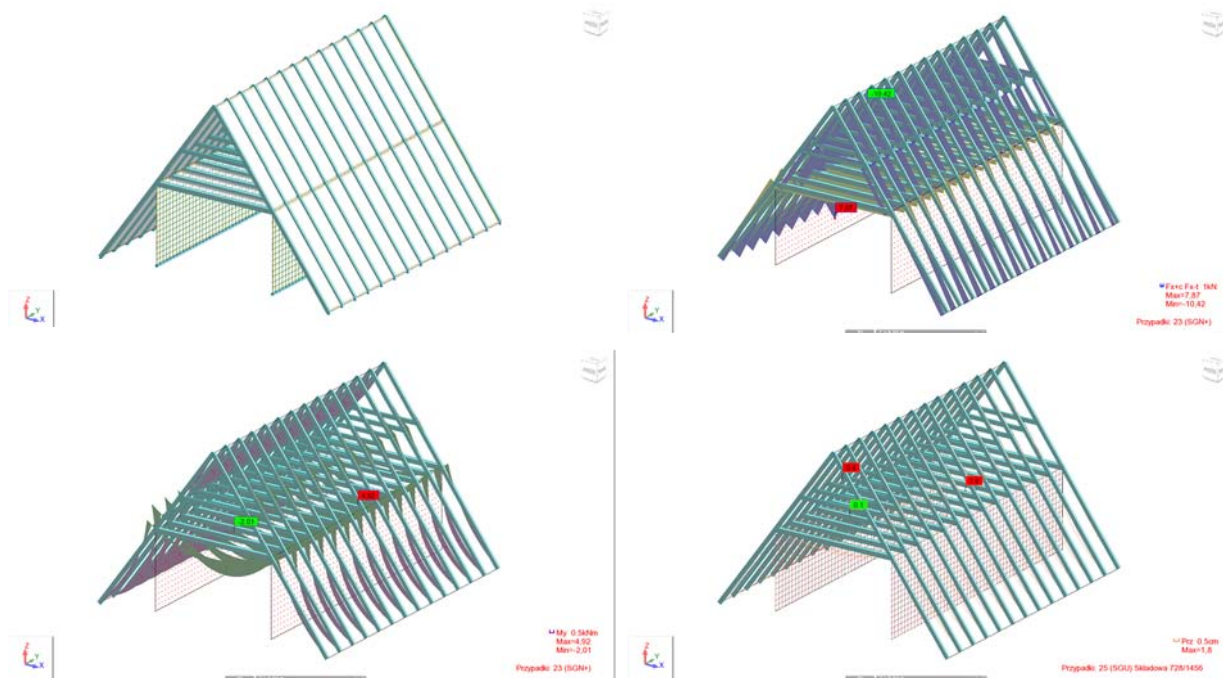 Z
Y
X
-10,42
7,87
Z
Y
X
Fx+c Fx-t 1kN
Max=7,87
Min=-10,42
Przypadki: 23 (SGN+)
4,92
-2,01
Z
Y
X
My 0.5kNm
Max=4,92
Min=-2,01
Przypadki: 23 (SGN+)
0.1
Z
Y
X
Prz 0.5cm
Max=1,8
Przypadki: 25 (SGU) Składowa 728/1456